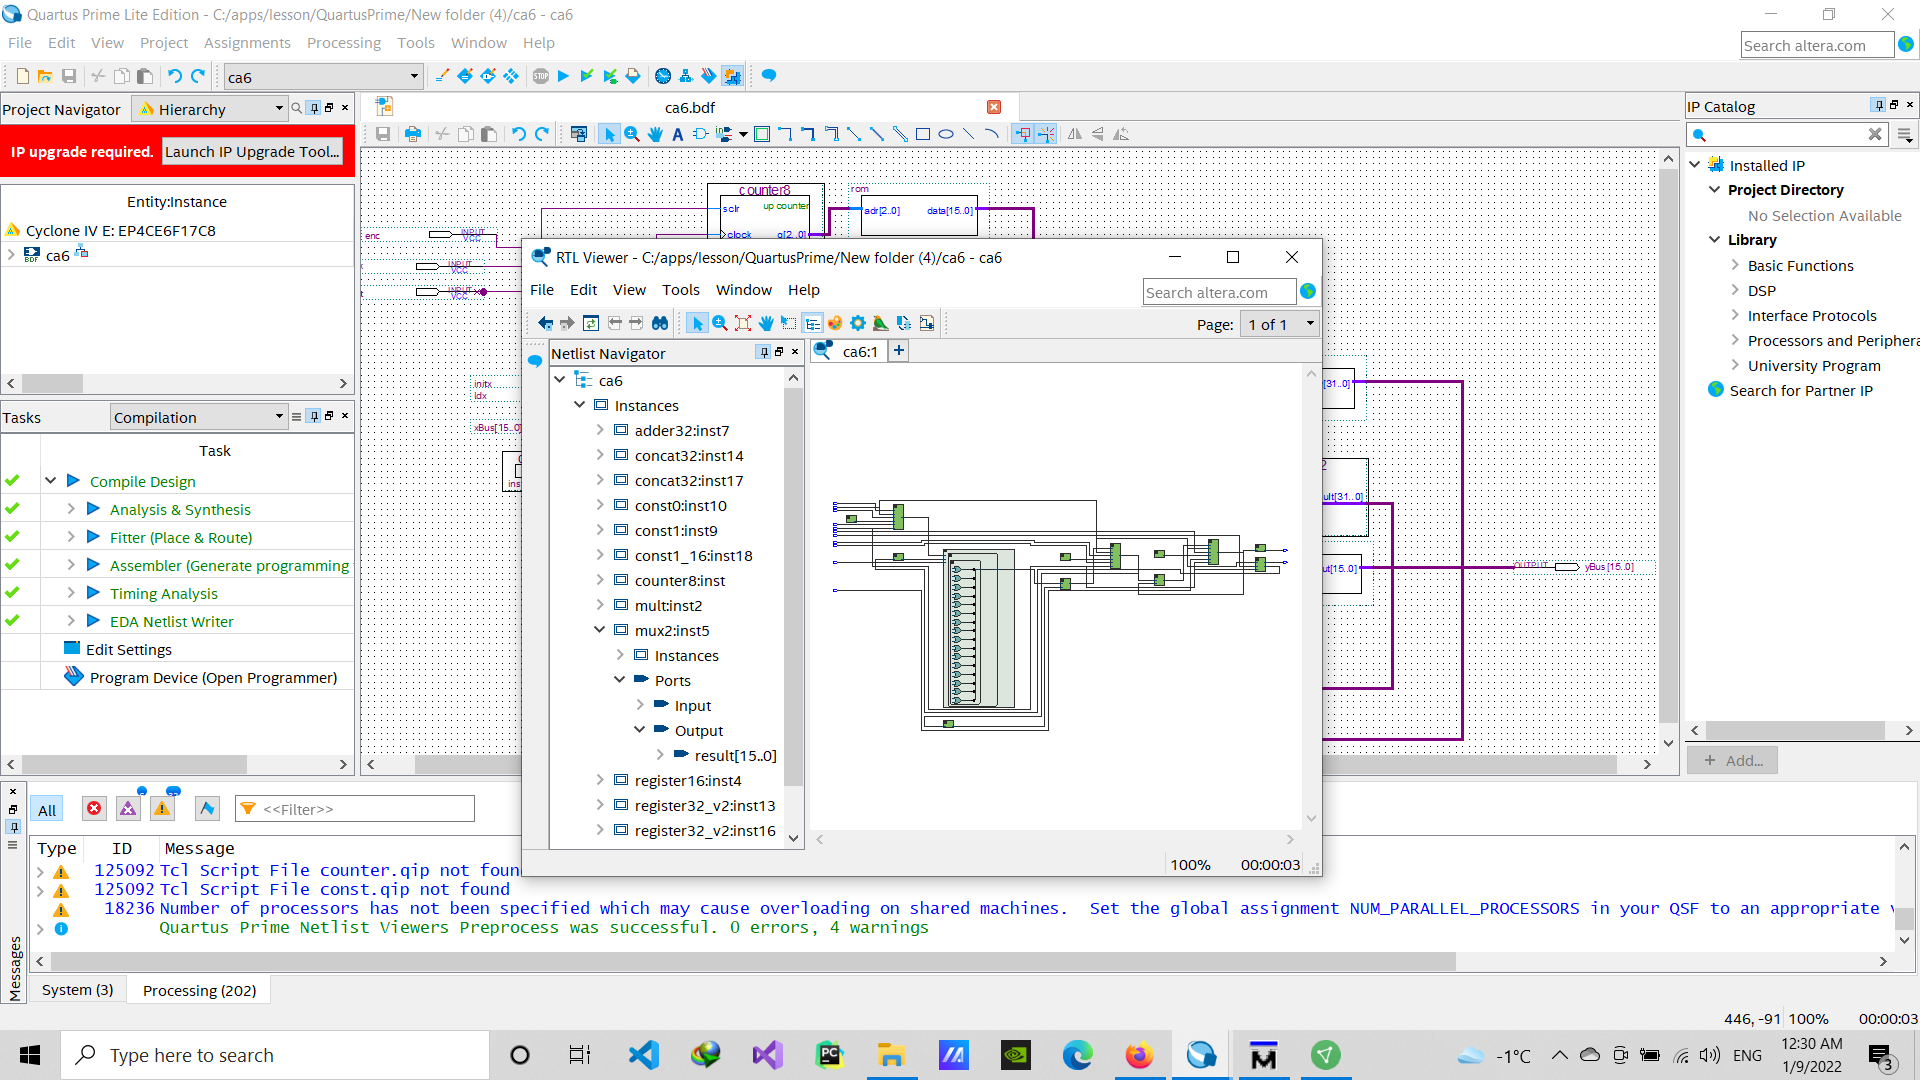 Quartus Prime Lite Edition - C:/apps/lesson/QuartusPrime/New folder (4)/ca6 - ca6
File Edit View Project Assignments Processing Tools Window Help
Search altera.com
ca6
Project Navigator Hierarchy
ca6.bdf
IP Catalog
IP upgrade required. Launch IP Upgrade Tool...
Entity:Instance
Cyclone IV E: EP4CE6F17C8
ca6
Tasks Compilation
Task
Compile Design
Analysis & Synthesis
Fitter (Place & Route)
Assembler (Generate programming
Timing Analysis
EDA Netlist Writer
Edit Settings
Program Device (Open Programmer)
counter8
sclr up counter
clock q[2..0]
rom
adr[2..0] data[15..0]
enc
INPUT
VCC
INPUT
VCC
INPUT
VCC
initx
ldx
xBus[15..0]
ins
[31..0]
ult[31..0]
ut[15..0]
OUTPUT yBus[15..0]
RTL Viewer - C:/apps/lesson/QuartusPrime/New folder (4)/ca6 - ca6
File Edit View Tools Window Help
Search altera.com
Page: 1 of 1
Netlist Navigator
ca6:1
ca6
Instances
adder32:inst7
concat32:inst14
concat32:inst17
const0:inst10
const1:inst9
const1_16:inst18
counter8:inst
mult:inst2
mux2:inst5
Instances
Ports
Input
Output
result[15..0]
register16:inst4
register32_v2:inst13
register32_v2:inst16
100% 00:00:03
Installed IP
Project Directory
No Selection Available
Library
Basic Functions
DSP
Interface Protocols
Processors and Periphera
University Program
Search for Partner IP
+ Add...
All <<Filter>>
Type ID Message
125092 Tcl Script File counter.qip not foun
125092 Tcl Script File const.qip not found
18236 Number of processors has not been specified which may cause overloading on shared machines. Set the global assignment NUM_PARALLEL_PROCESSORS in your QSF to an appropriate v
Quartus Prime Netlist Viewers Preprocess was successful. 0 errors, 4 warnings
Messages
System (3) Processing (202)
446, -91 100% 00:00:03
Type here to search
-1°C ENG 12:30 AM
1/9/2022
3